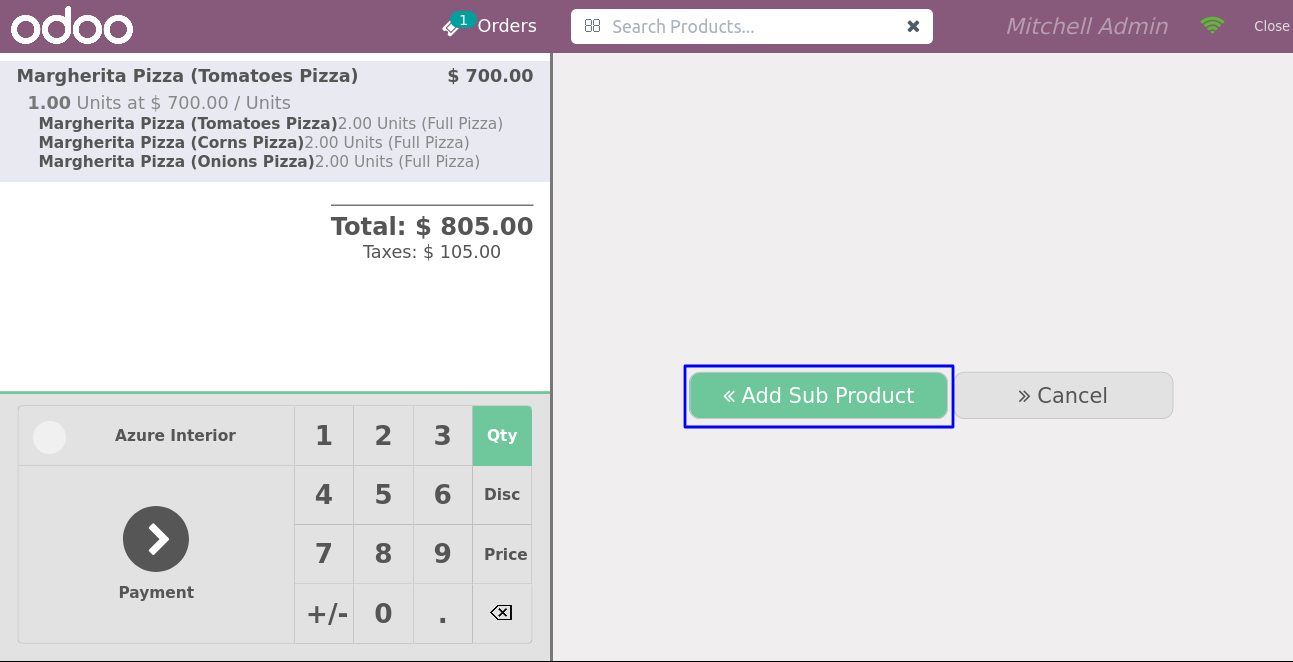 odoo
1 Orders
Search Products...
Mitchell Admin
Close
Margherita Pizza (Tomatoes Pizza) $ 700.00
1.00 Units at $ 700.00 / Units
Margherita Pizza (Tomatoes Pizza)2.00 Units (Full Pizza)
Margherita Pizza (Corns Pizza)2.00 Units (Full Pizza)
Margherita Pizza (Onions Pizza)2.00 Units (Full Pizza)
Total: $ 805.00
Taxes: $ 105.00
« Add Sub Product
» Cancel
Azure Interior
1 2 3 Qty
4 5 6 Disc
7 8 9 Price
+/- 0 .
Payment